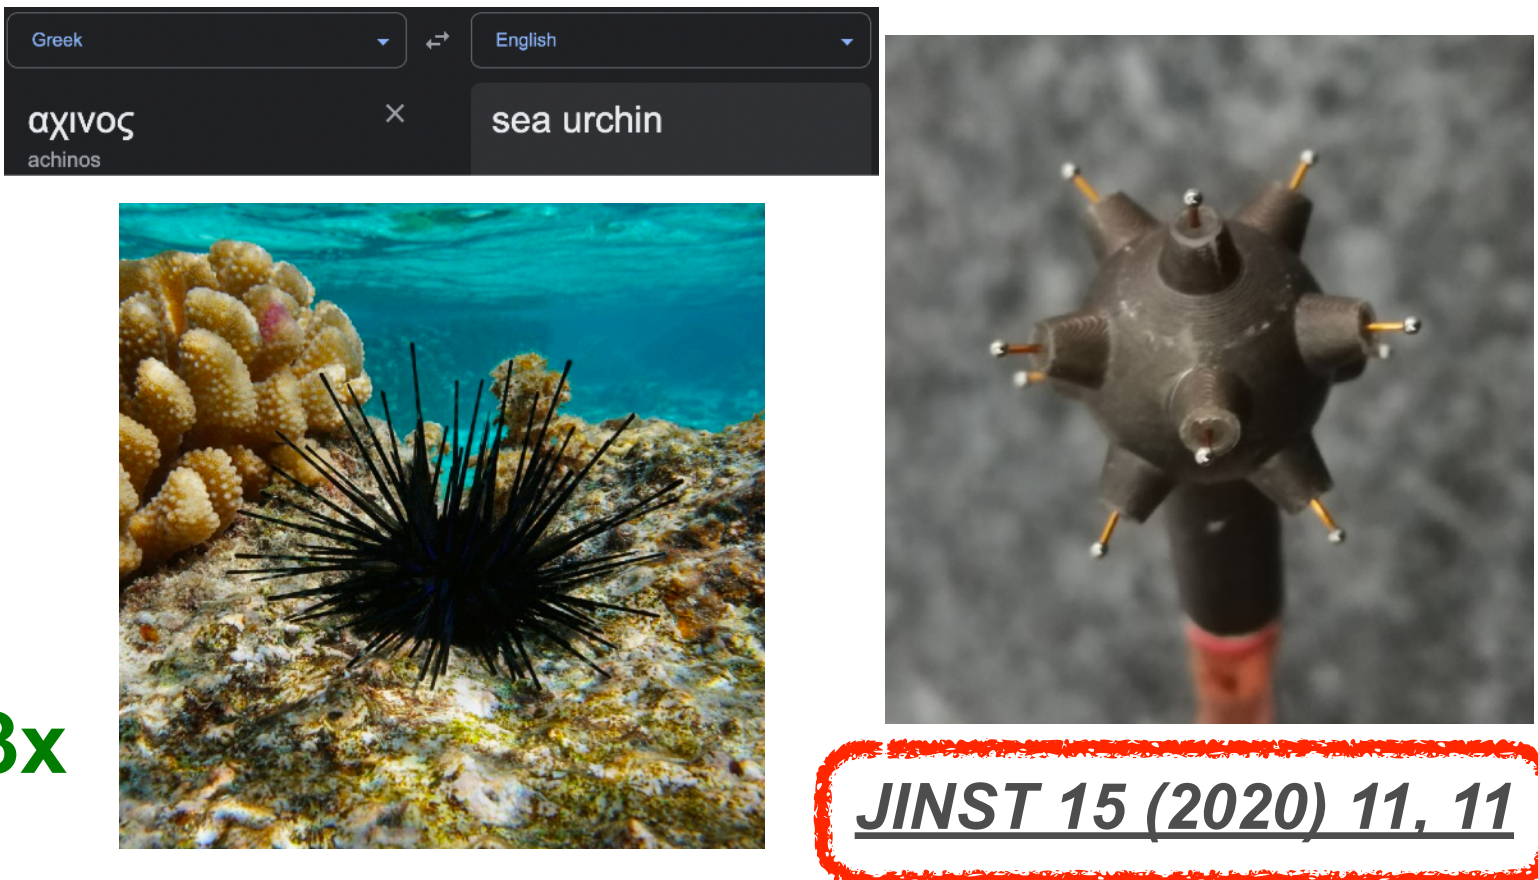 Greek
English
αχινος
sea urchin
achinos
3x
JINST 15 (2020) 11, 11